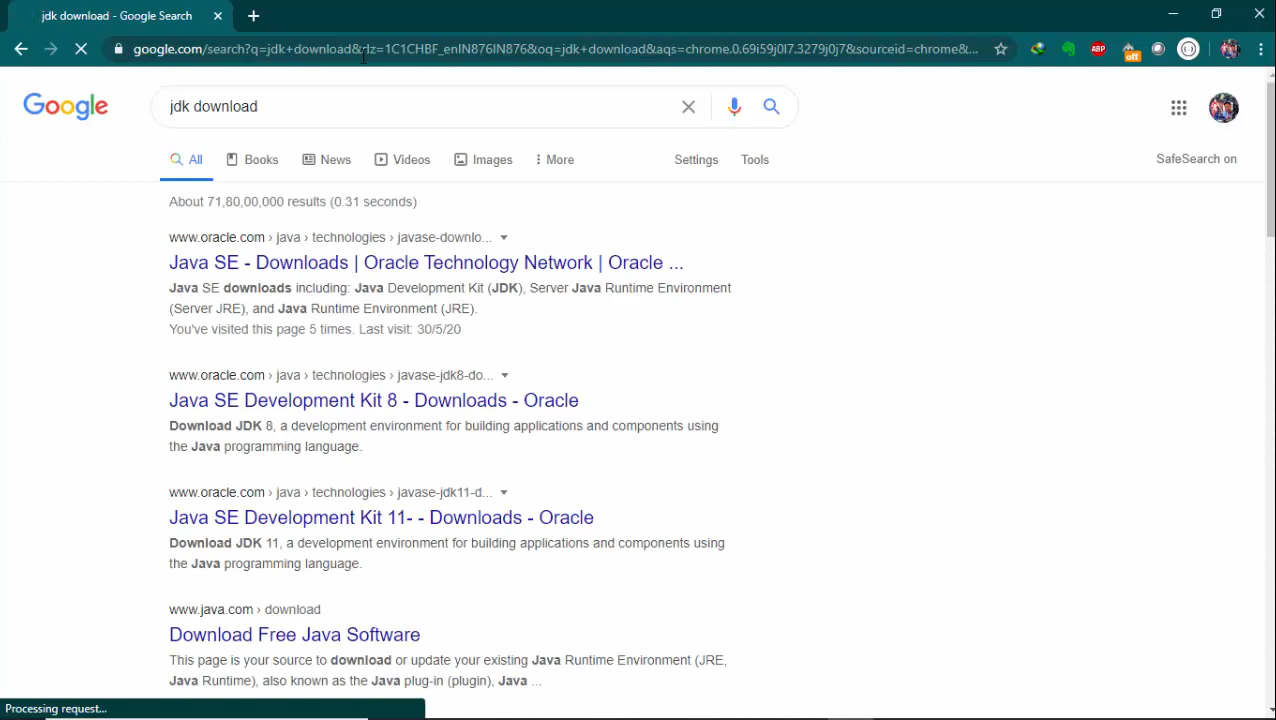 jdk download - Google Search
google.com/search?q=jdk+download&rlz=1C1CHBF_enIN876IN876&oq=jdk+download&aqs=chrome.0.69i59j0l7.3279j0j7&sourceid=chrome&...
ABP
off
Google
jdk download
All Books News Videos Images More Settings Tools SafeSearch on
About 71,80,00,000 results (0.31 seconds)
www.oracle.com › java › technologies › javase-downlo...
Java SE - Downloads | Oracle Technology Network | Oracle ...
Java SE downloads including: Java Development Kit (JDK), Server Java Runtime Environment
(Server JRE), and Java Runtime Environment (JRE).
You've visited this page 5 times. Last visit: 30/5/20
www.oracle.com › java › technologies › javase-jdk8-do...
Java SE Development Kit 8 - Downloads - Oracle
Download JDK 8, a development environment for building applications and components using
the Java programming language.
www.oracle.com › java › technologies › javase-jdk11-d...
Java SE Development Kit 11- - Downloads - Oracle
Download JDK 11, a development environment for building applications and components using
the Java programming language.
www.java.com › download
Download Free Java Software
This page is your source to download or update your existing Java Runtime Environment (JRE,
Java Runtime), also known as the Java plug-in (plugin), Java ...
Processing request...